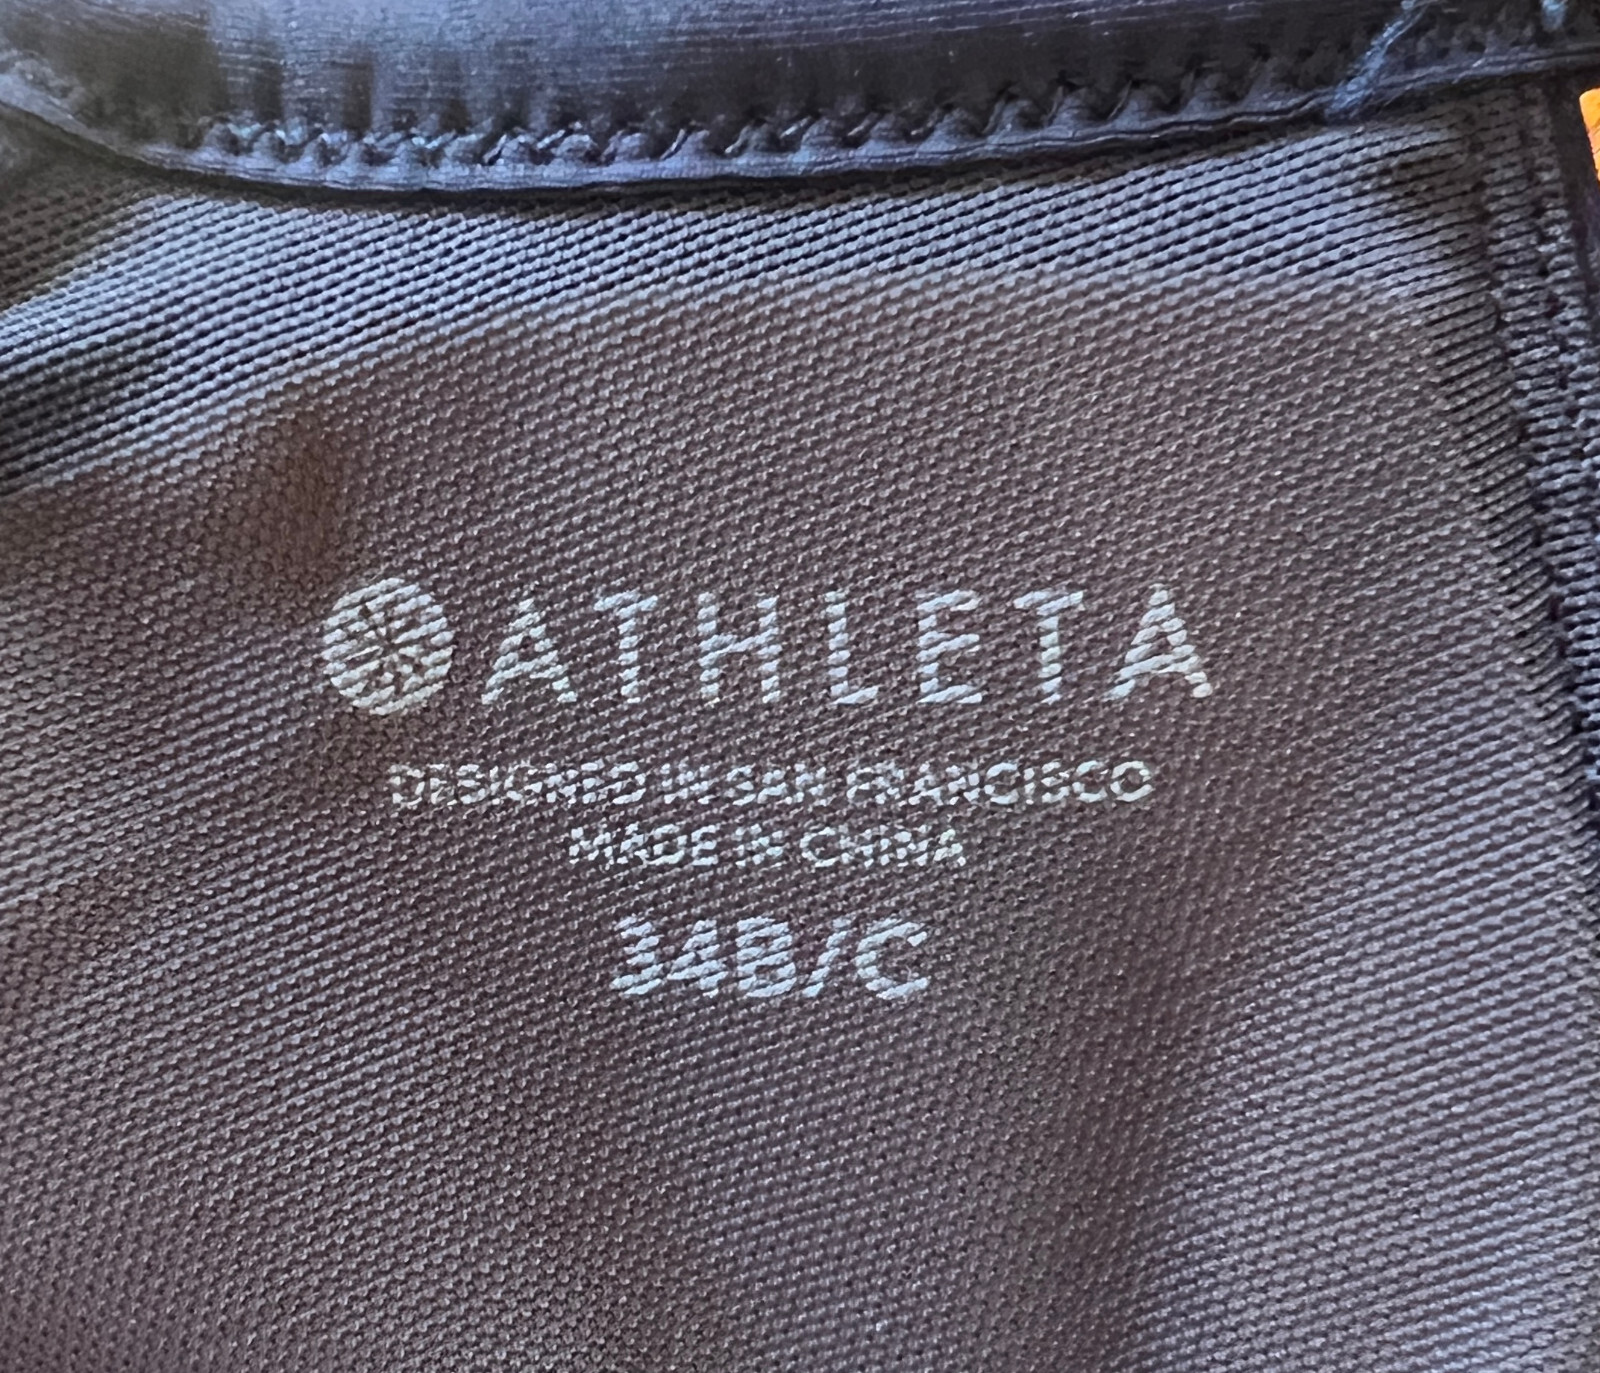 ATHLETA
DESIGNED IN SAN FRANCISCO
MADE IN CHINA
34B/C